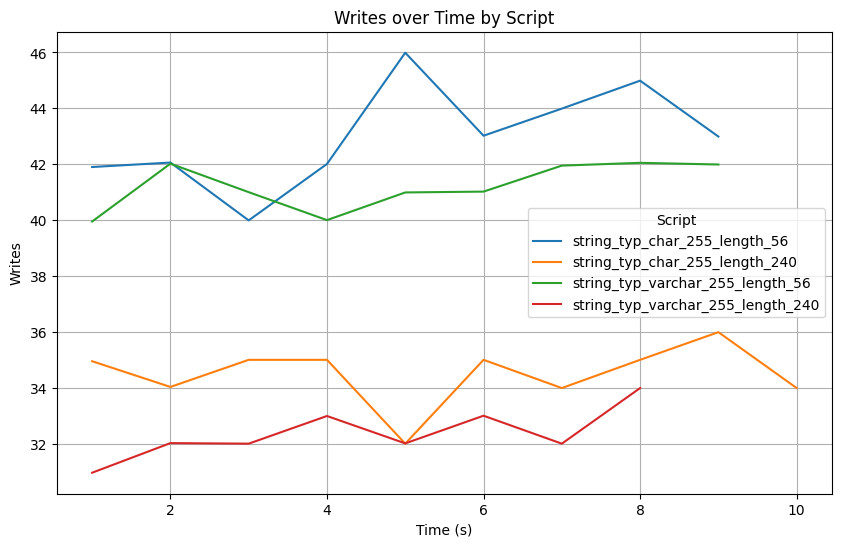 Writes over Time by Script
46
44
42
40
38
36
34
32
Writes
Script
string_typ_char_255_length_56
string_typ_char_255_length_240
string_typ_varchar_255_length_56
string_typ_varchar_255_length_240
2
4
6
8
10
Time (s)